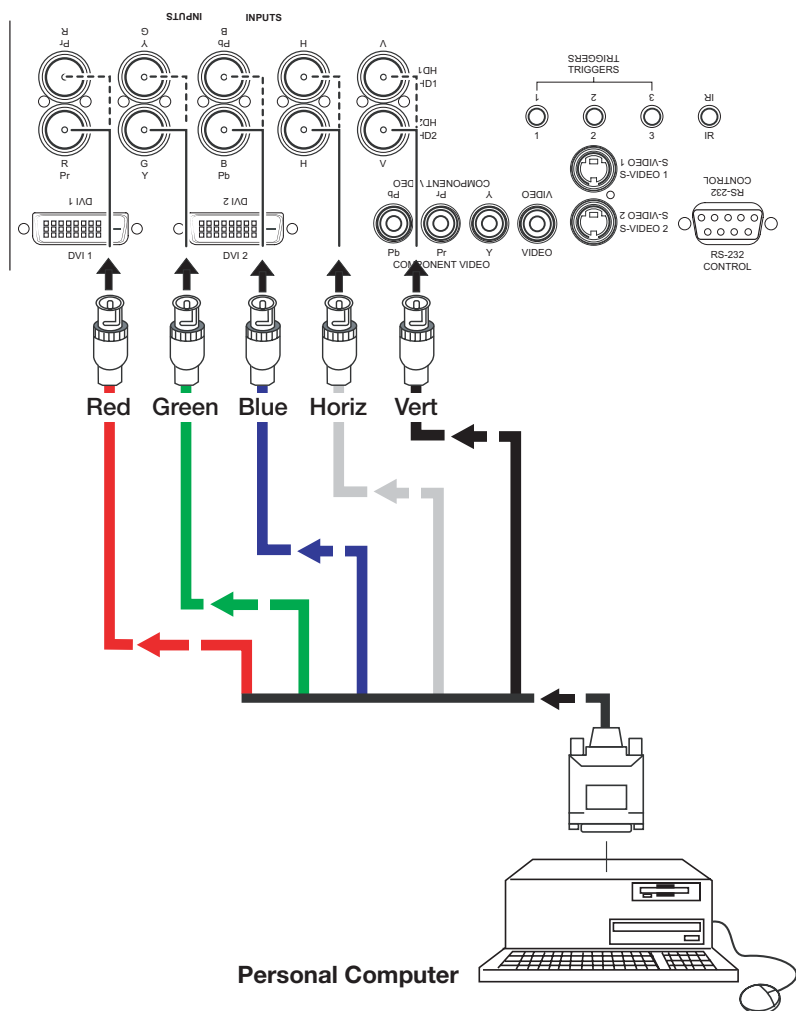 INPUTS INPUTS
R G B H V
Pr Y Pb
HD1
HD1
HD2
HD2
R G B H V
Pr Y Pb
TRIGGERS
TRIGGERS
1 2 3 IR
1 2 3 IR
S-VIDEO 1
S-VIDEO 1
S-VIDEO 2
S-VIDEO 2
DVI 1 DVI 2
DVI 1 DVI 2
COMPONENT VIDEO
Pb Pr Y VIDEO
Pb Pr Y VIDEO
COMPONENT VIDEO
RS-232
CONTROL
RS-232
CONTROL
Red Green Blue Horiz Vert
Personal Computer